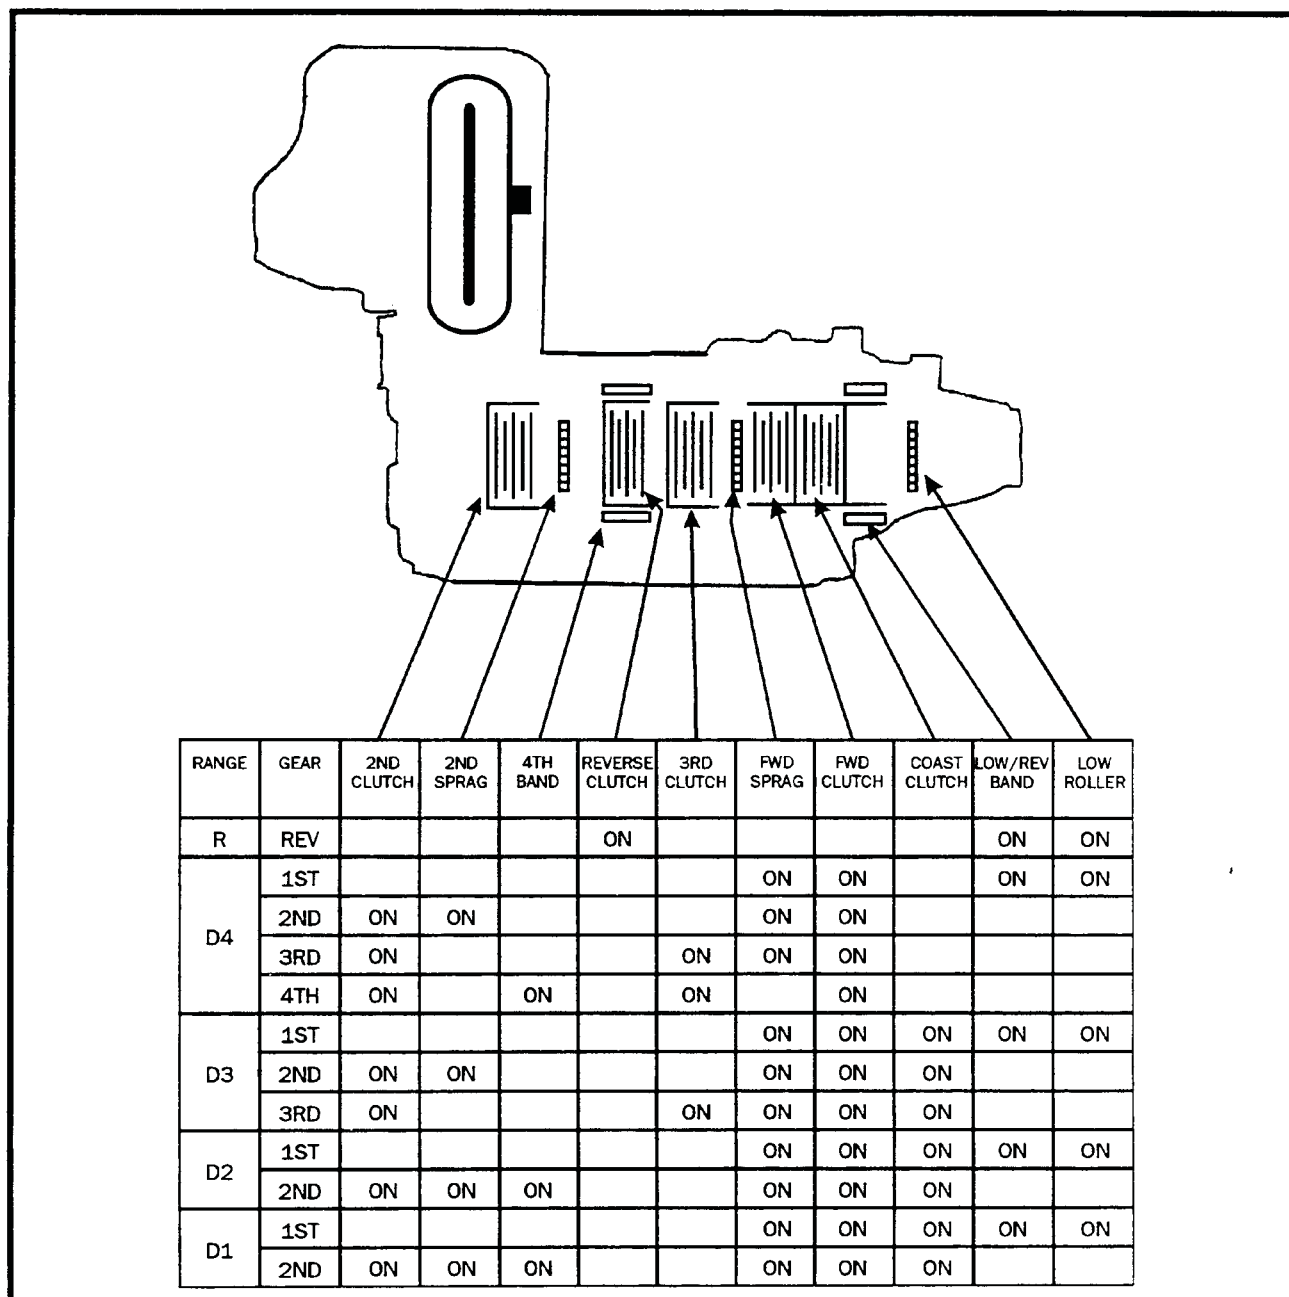 RANGE GEAR 2ND CLUTCH 2ND SPRAG 4TH BAND REVERSE CLUTCH 3RD CLUTCH FWD SPRAG FWD CLUTCH COAST CLUTCH LOW/REV BAND LOW ROLLER
R REV ON ON ON
D4 1ST ON ON ON ON
2ND ON ON ON ON
3RD ON ON ON ON
4TH ON ON ON ON
D3 1ST ON ON ON ON ON
2ND ON ON ON ON ON
3RD ON ON ON ON ON
D2 1ST ON ON ON ON ON
2ND ON ON ON ON ON ON
D1 1ST ON ON ON ON ON
2ND ON ON ON ON ON ON